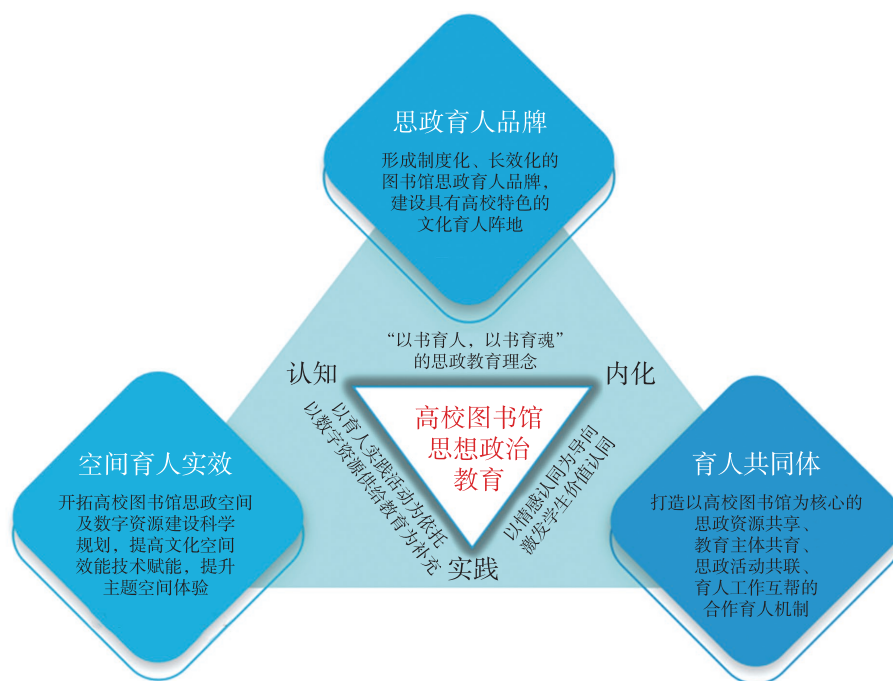 思政育人品牌
形成制度化、长效化的
图书馆思政育人品牌，
建设具有高校特色的
文化育人阵地
“以书育人，以书育魂”
的思政教育理念
认知
内化
高校图书馆
思想政治
教育
以育人实践活动为依托
以数字资源供给教育为补充
以情感认同为导向
激发学生价值认同
实践
空间育人实效
开拓高校图书馆思政空间
及数字资源建设科学
规划，提高文化空间
效能技术赋能，提升
主题空间体验
育人共同体
打造以高校图书馆为核心的
思政资源共享、
教育主体共育、
思政活动共联、
育人工作互帮的
合作育人机制